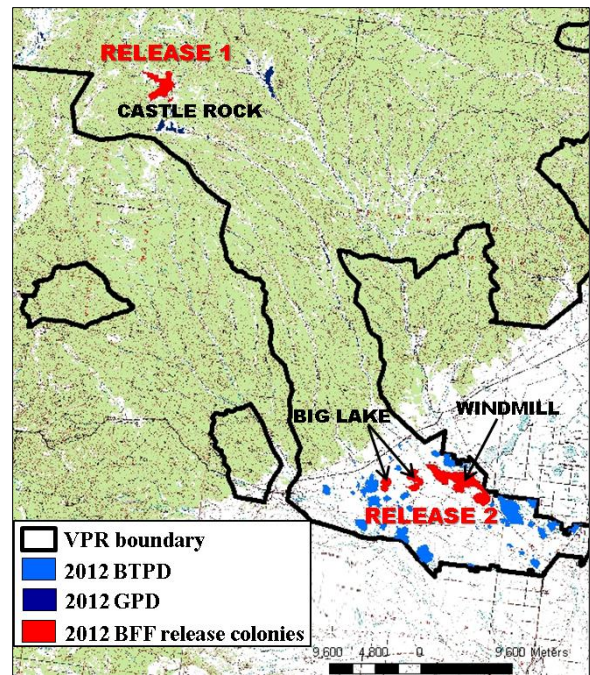 RELEASE 1
CASTLE ROCK
BIG LAKE
WINDMILL
RELEASE 2
VPR boundary
2012 BTPD
2012 GPD
2012 BFF release colonies
9,600 4,800 0 9,600 Meters